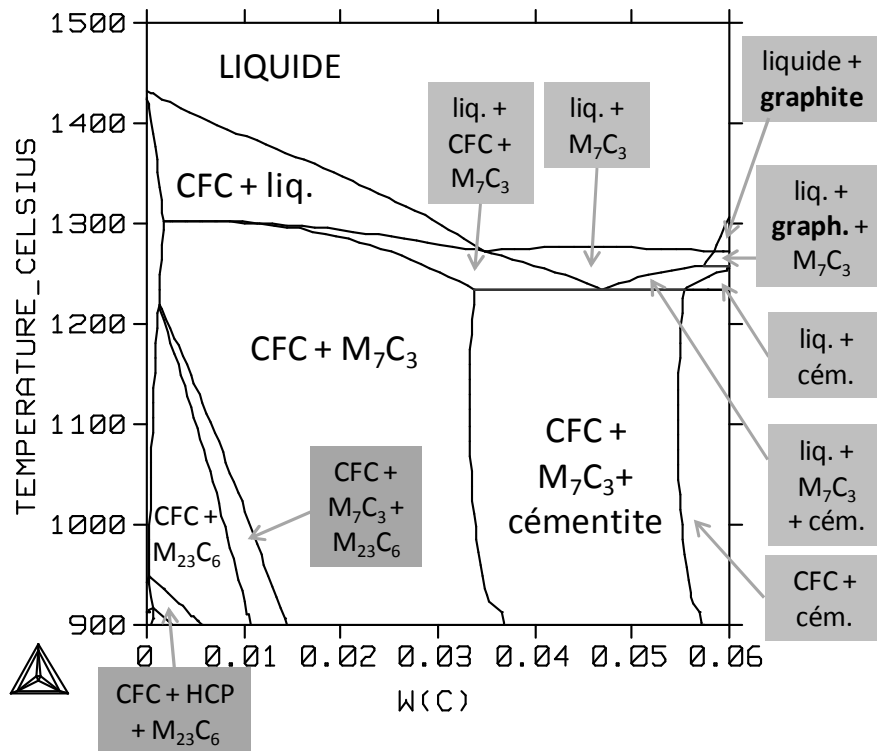 1500
1400
1300
1200
1100
1000
900
TEMPERATURE_CELSIUS
0
0.01
0.02
0.03
0.04
0.05
0.06
W(C)
LIQUIDE
CFC + liq.
liq. +
CFC +
M₇C₃
liq. +
M₇C₃
liquide +
graphite
liq. +
graph. +
M₇C₃
liq. +
cém.
liq. +
M₇C₃
+ cém.
CFC +
cém.
CFC + M₇C₃
CFC +
M₇C₃+
cémentite
CFC +
M₇C₃ +
M₂₃C₆
CFC +
M₂₃C₆
CFC + HCP
+ M₂₃C₆